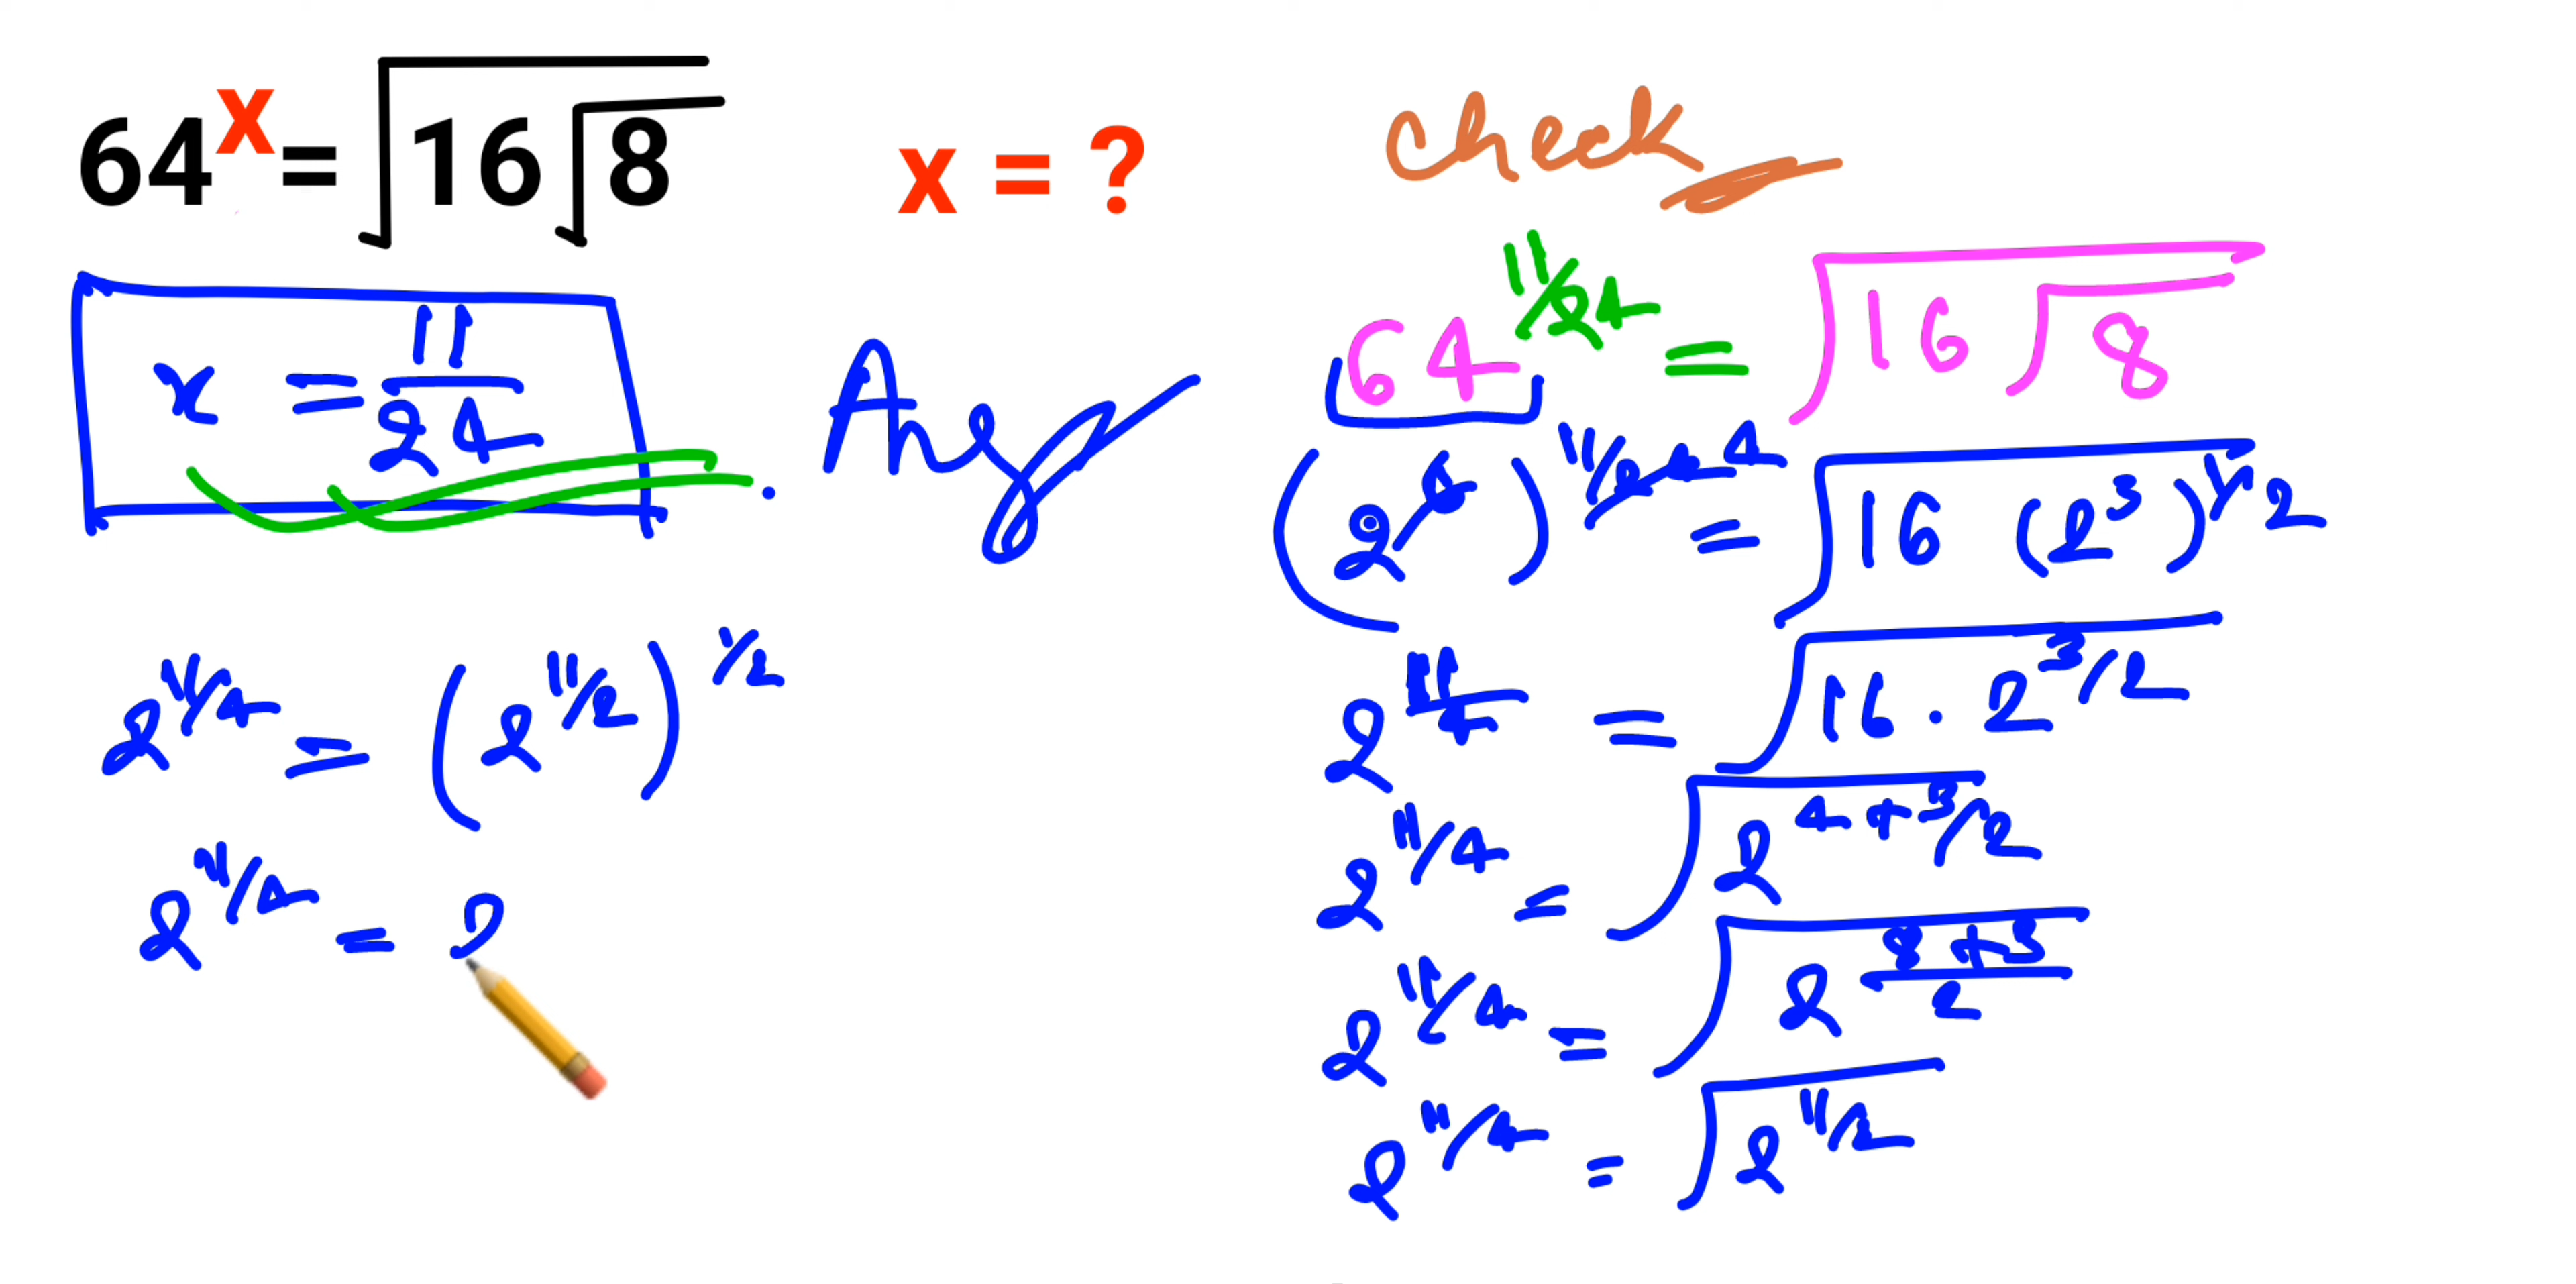 64^x = √(16√8)
x = ?
x = 11/24 . Ans
2^(11/4) = (2^(11/2))^(1/2)
2^(11/4) = 2
check
64^(11/24) = √(16√8)
(2^6)^(11/24) = √(16 (2^3)^(1/2))
2^(11/4) = √(16 . 2^(3/2))
2^(11/4) = √(2^(4+3/2))
2^(11/4) = √(2^((8+3)/2))
2^(11/4) = √(2^(11/2))